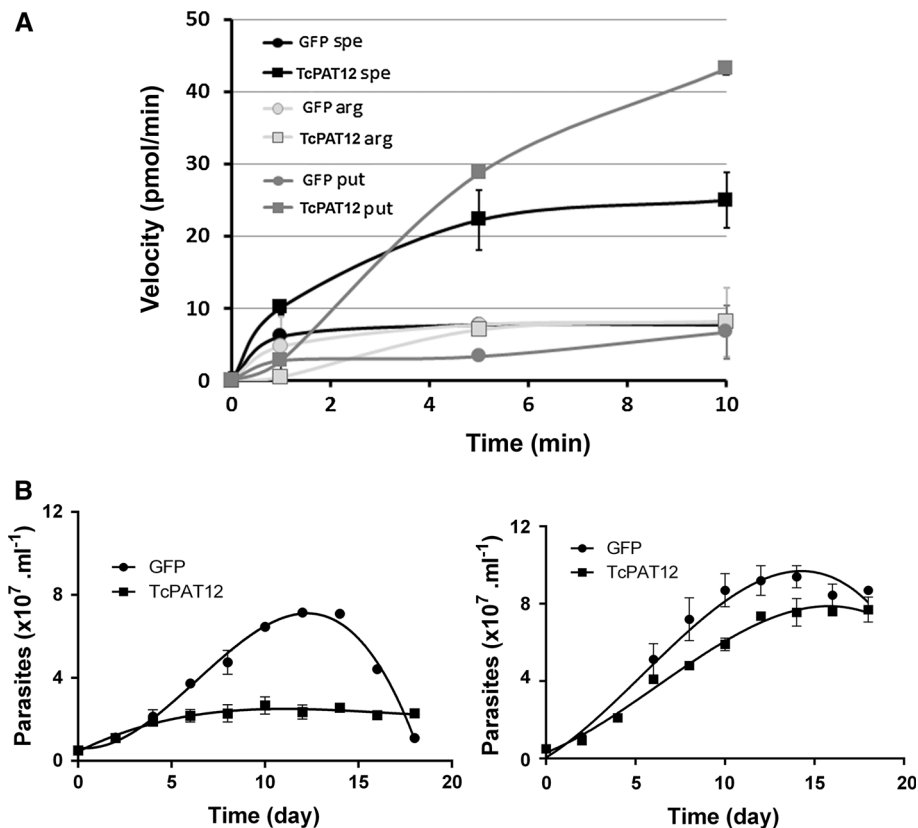 A
Velocity (pmol/min)
50
40
30
20
10
0
GFP spe
TcPAT12 spe
GFP arg
TcPAT12 arg
GFP put
TcPAT12 put
0 2 4 6 8 10
Time (min)
B
Parasites (x10⁷ .ml⁻¹)
12
8
4
0
GFP
TcPAT12
0 5 10 15 20
Time (day)
Parasites (x10⁷ .ml⁻¹)
12
8
4
0
GFP
TcPAT12
0 5 10 15 20
Time (day)